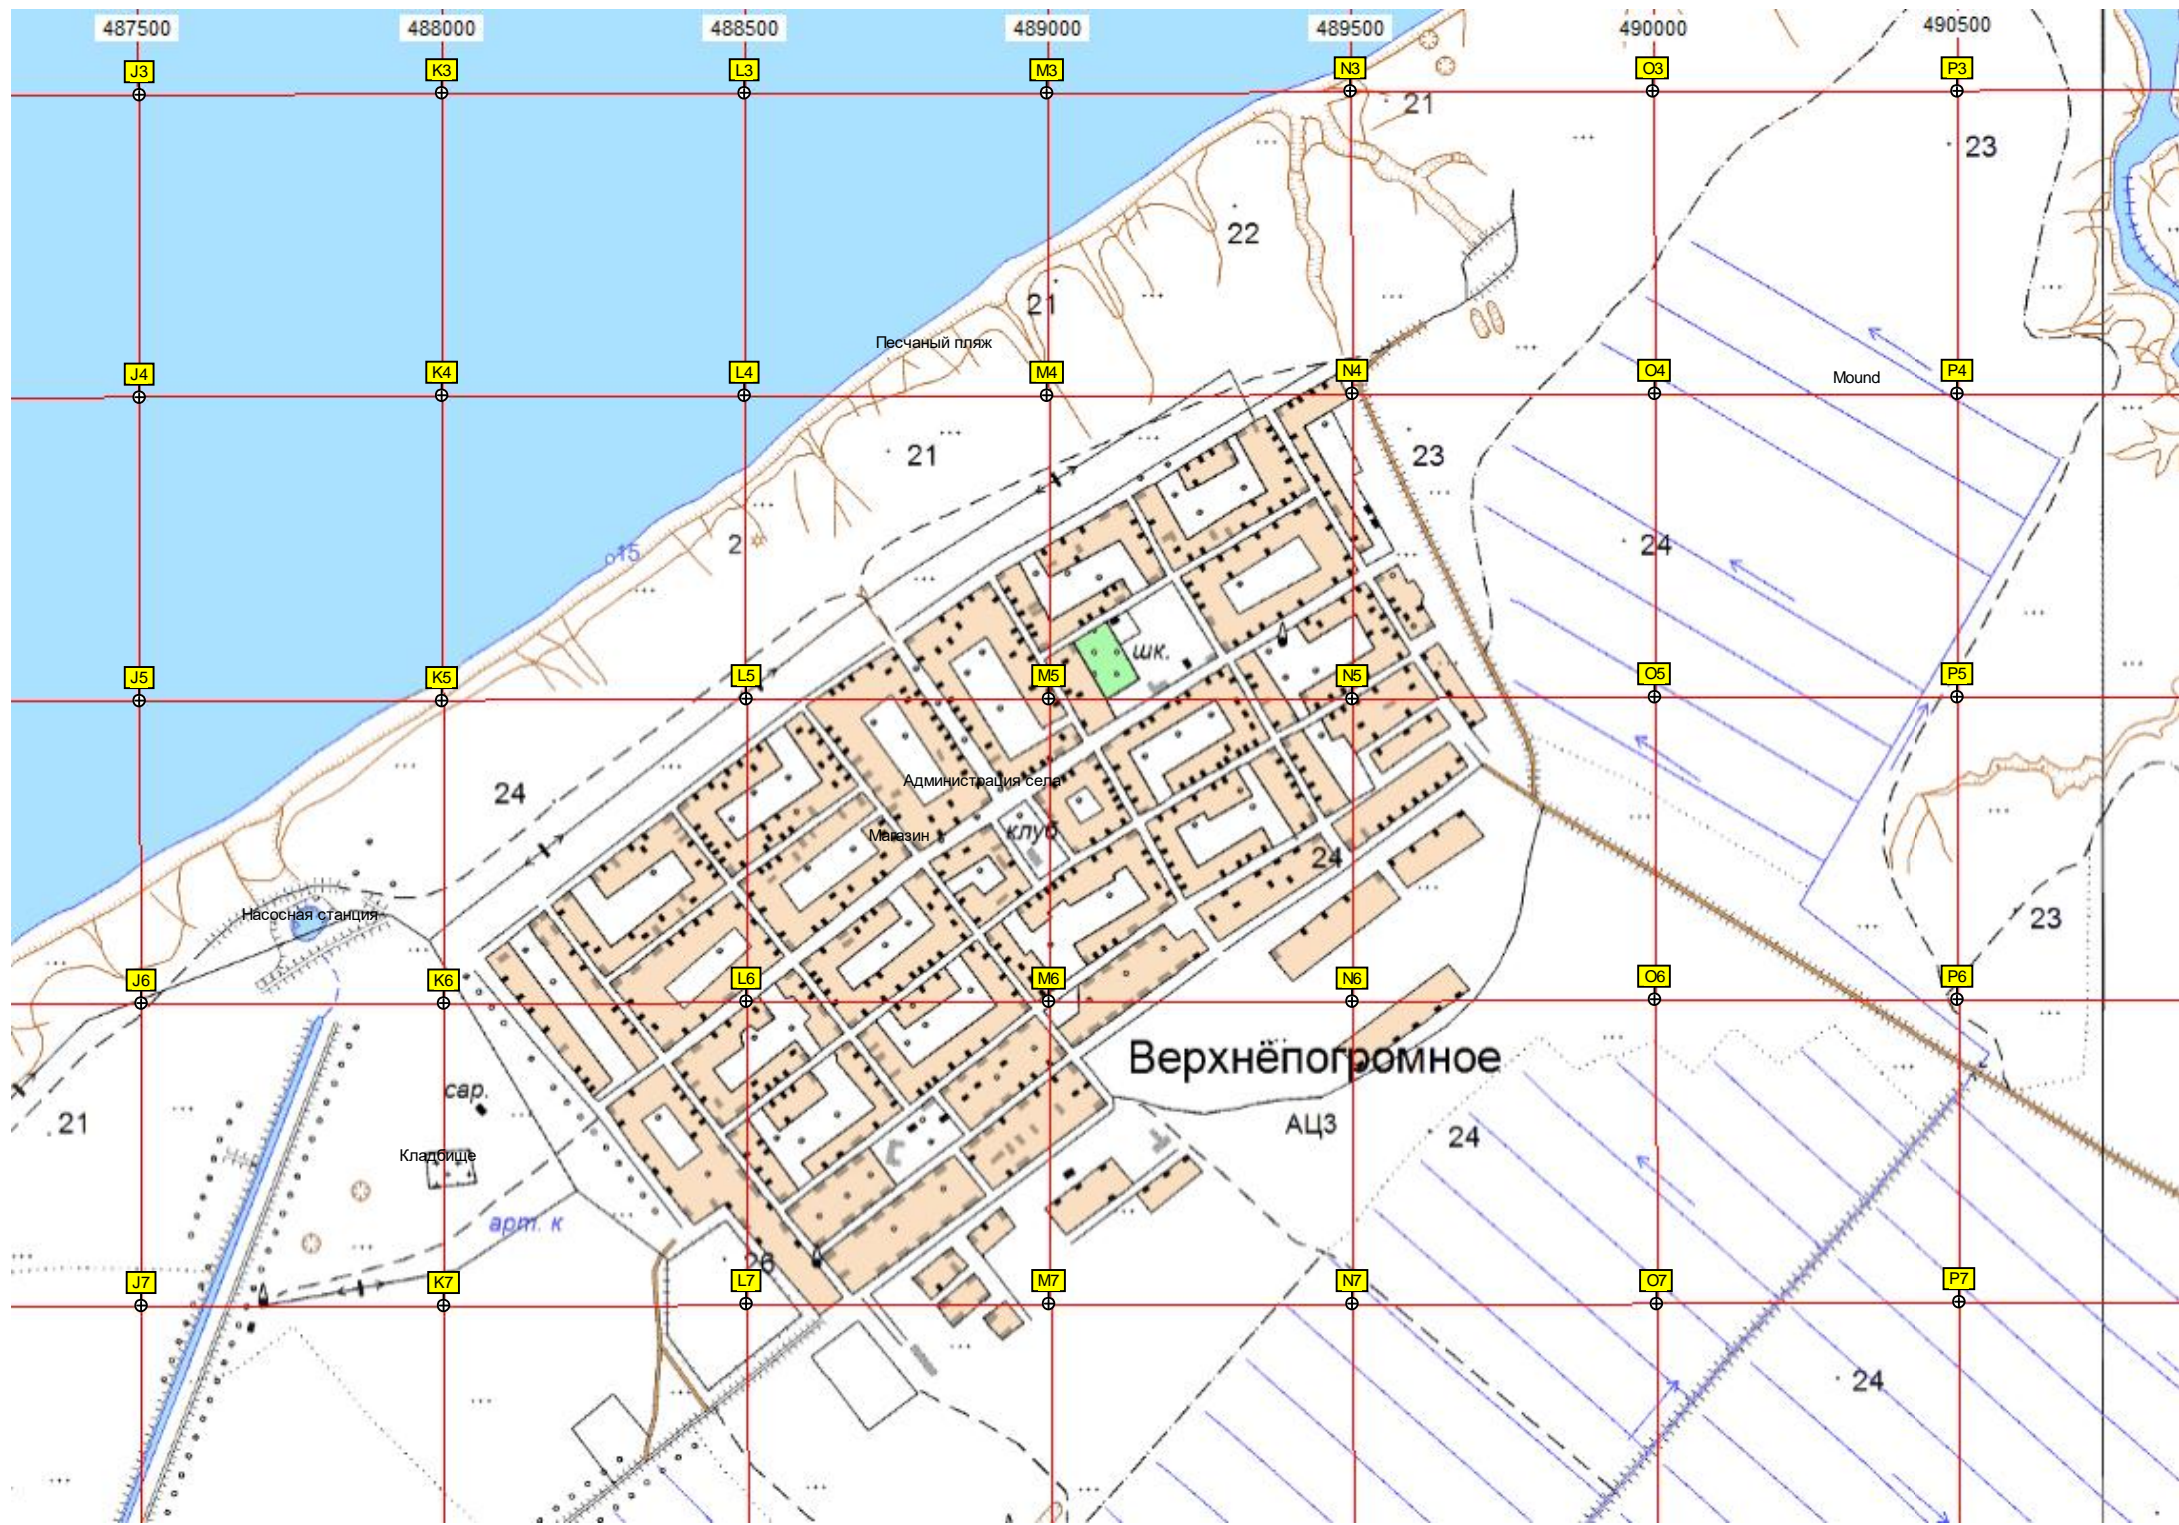 487500 488000 488500 489000 489500 490000 490500
J3 K3 L3 M3 N3 O3 P3
21
23
22
21
Песчаный пляж
J4 K4 L4 M4 N4 O4 P4
Mound
21
23
2
15
24
шк.
J5 K5 L5 M5 N5 O5 P5
24
Администрация села
Магазин
клуб
24
Насосная станция
23
J6 K6 L6 M6 N6 O6 P6
Верхнёпогромное
сар.
21
АЦЗ
24
Кладбище
арт. к
26
J7 K7 L7 M7 N7 O7 P7
24